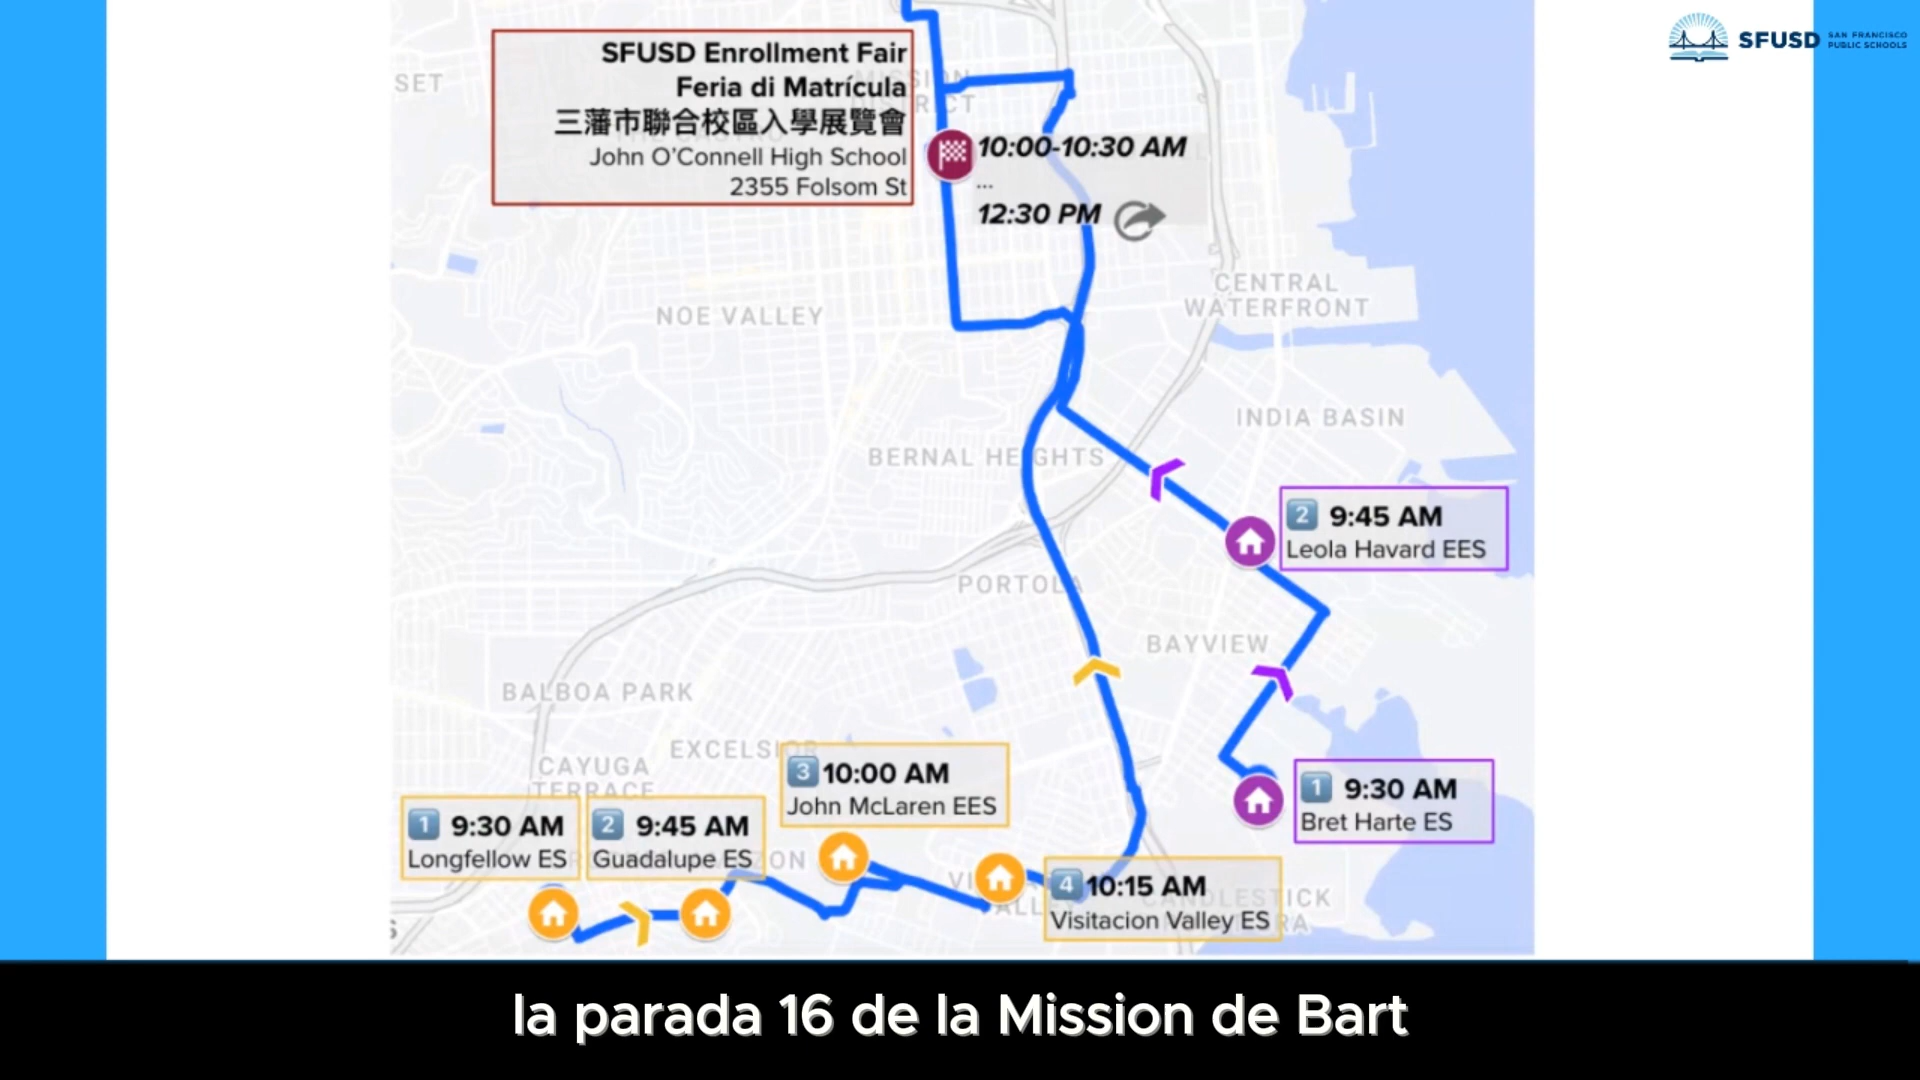 SFUSD Enrollment Fair
Feria di Matrícula
三藩市聯合校區入學展覽會
John O'Connell High School
2355 Folsom St
10:00-10:30 AM
...
12:30 PM
SFUSD
SAN FRANCISCO
PUBLIC SCHOOLS
SET
MISSION
DISTRICT
NOE VALLEY
CENTRAL
WATERFRONT
INDIA BASIN
BERNAL HEIGHTS
2 9:45 AM
Leola Havard EES
PORTOLA
BAYVIEW
BALBOA PARK
EXCELSIOR
CAYUGA
TERRACE
3 10:00 AM
John McLaren EES
1 9:30 AM
Bret Harte ES
1 9:30 AM
Longfellow ES
2 9:45 AM
Guadalupe ES
4 10:15 AM
Visitacion Valley ES
CANDLESTICK
la parada 16 de la Mission de Bart